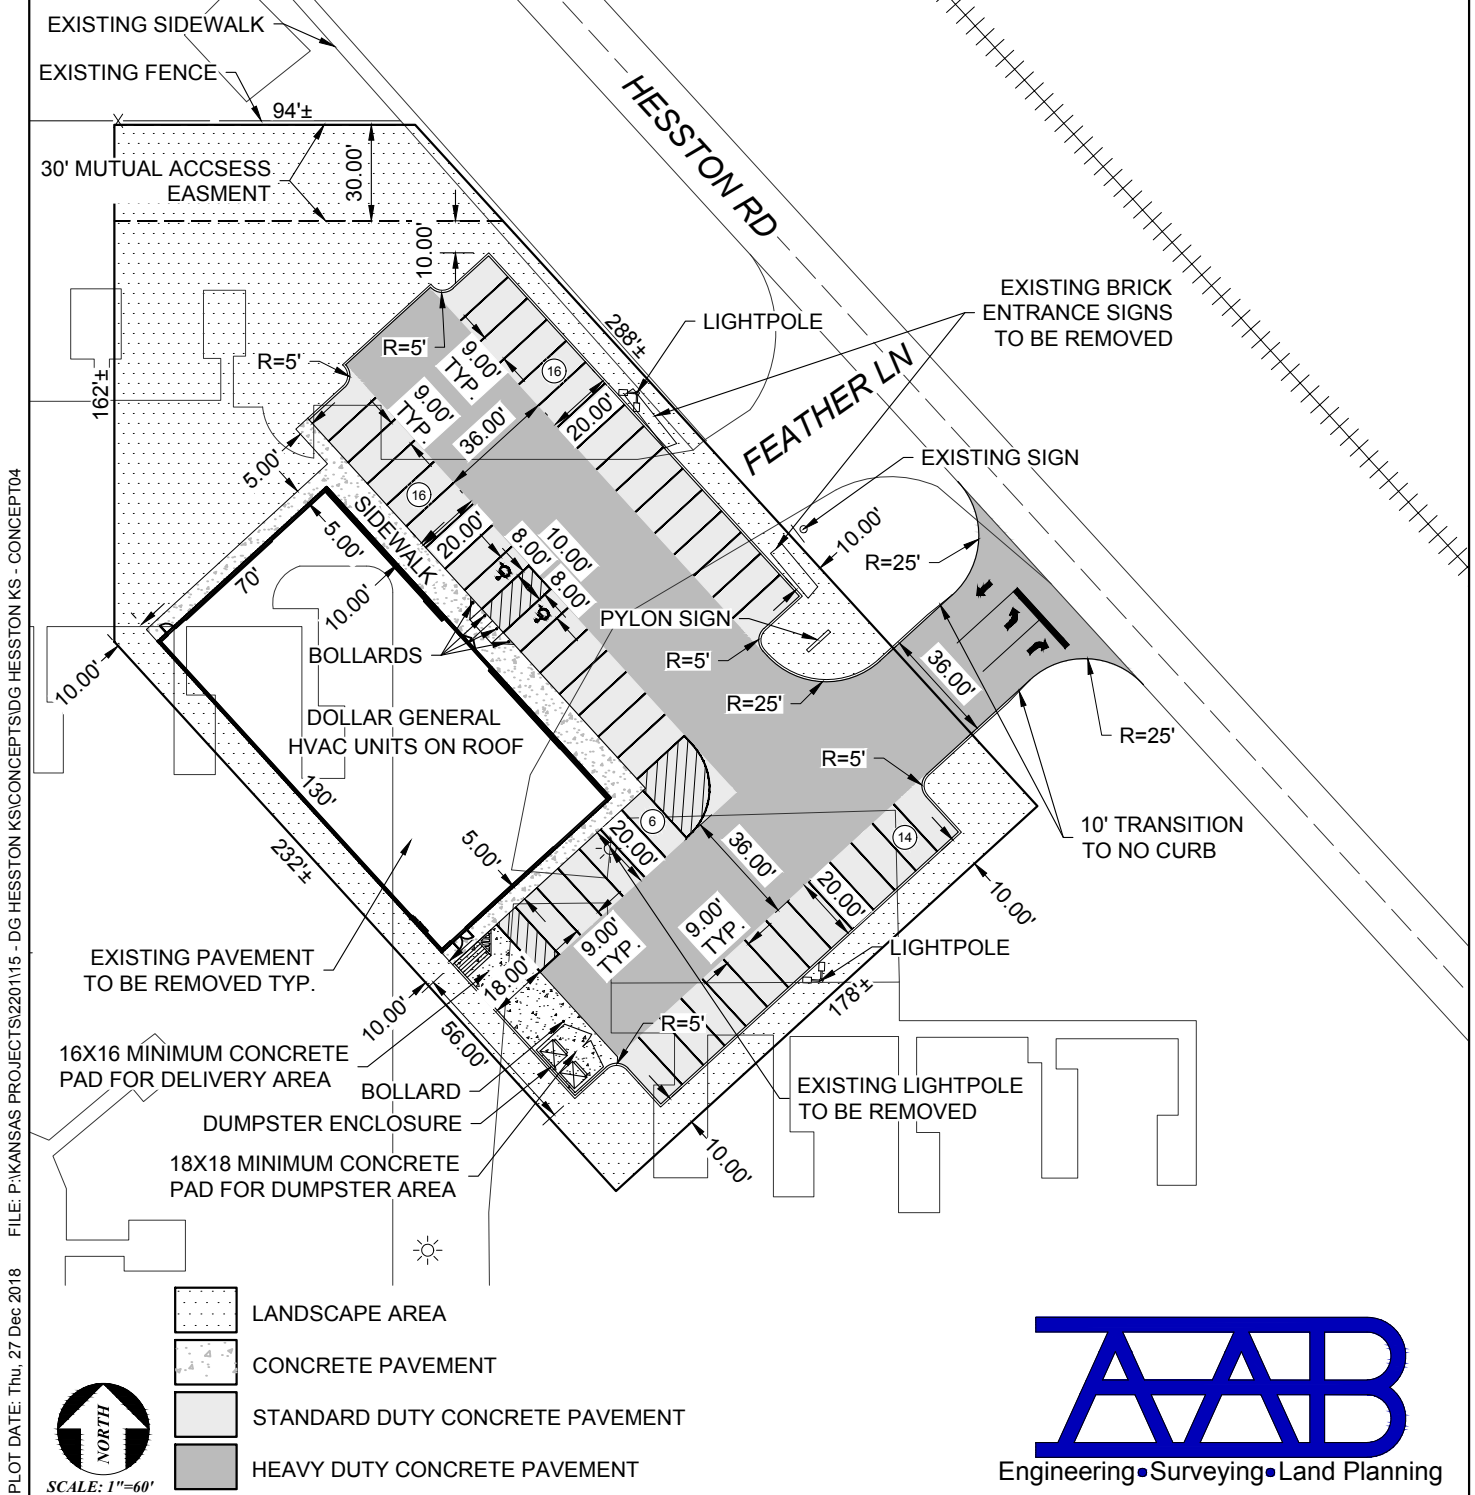 EXISTING SIDEWALK
EXISTING FENCE
94'±
30' MUTUAL ACCSESS
EASMENT
30.00'
10.00'
HESSTON RD
EXISTING BRICK
ENTRANCE SIGNS
TO BE REMOVED
LIGHTPOLE
288'±
FEATHER LN
R=5'
R=5'
162'±
9.00'
TYP.
16
9.00'
TYP.
36.00'
20.00'
EXISTING SIGN
5.00'
16
SIDEWALK
20.00'
8.00'
10.00'
8.00'
10.00'
R=25'
5.00'
70'
10.00'
PYLON SIGN
BOLLARDS
R=5'
R=25'
36.00'
R=25'
10.00'
DOLLAR GENERAL
HVAC UNITS ON ROOF
R=5'
130'
6
20.00'
14
10' TRANSITION
TO NO CURB
232'±
5.00'
36.00'
20.00'
10.00'
9.00'
TYP.
9.00'
TYP.
LIGHTPOLE
EXISTING PAVEMENT
TO BE REMOVED TYP.
18.00'
178'±
10.00'
56.00'
R=5'
16X16 MINIMUM CONCRETE
PAD FOR DELIVERY AREA
BOLLARD
EXISTING LIGHTPOLE
TO BE REMOVED
DUMPSTER ENCLOSURE
10.00'
18X18 MINIMUM CONCRETE
PAD FOR DUMPSTER AREA
LANDSCAPE AREA
CONCRETE PAVEMENT
STANDARD DUTY CONCRETE PAVEMENT
HEAVY DUTY CONCRETE PAVEMENT
NORTH
SCALE: 1"=60'
AAB
Engineering•Surveying•Land Planning
PLOT DATE: Thu, 27 Dec 2018 FILE: P:\KANSAS PROJECTS\2201\15 - DG HESSTON KS\CONCEPTS\DG HESSTON KS - CONCEPT04